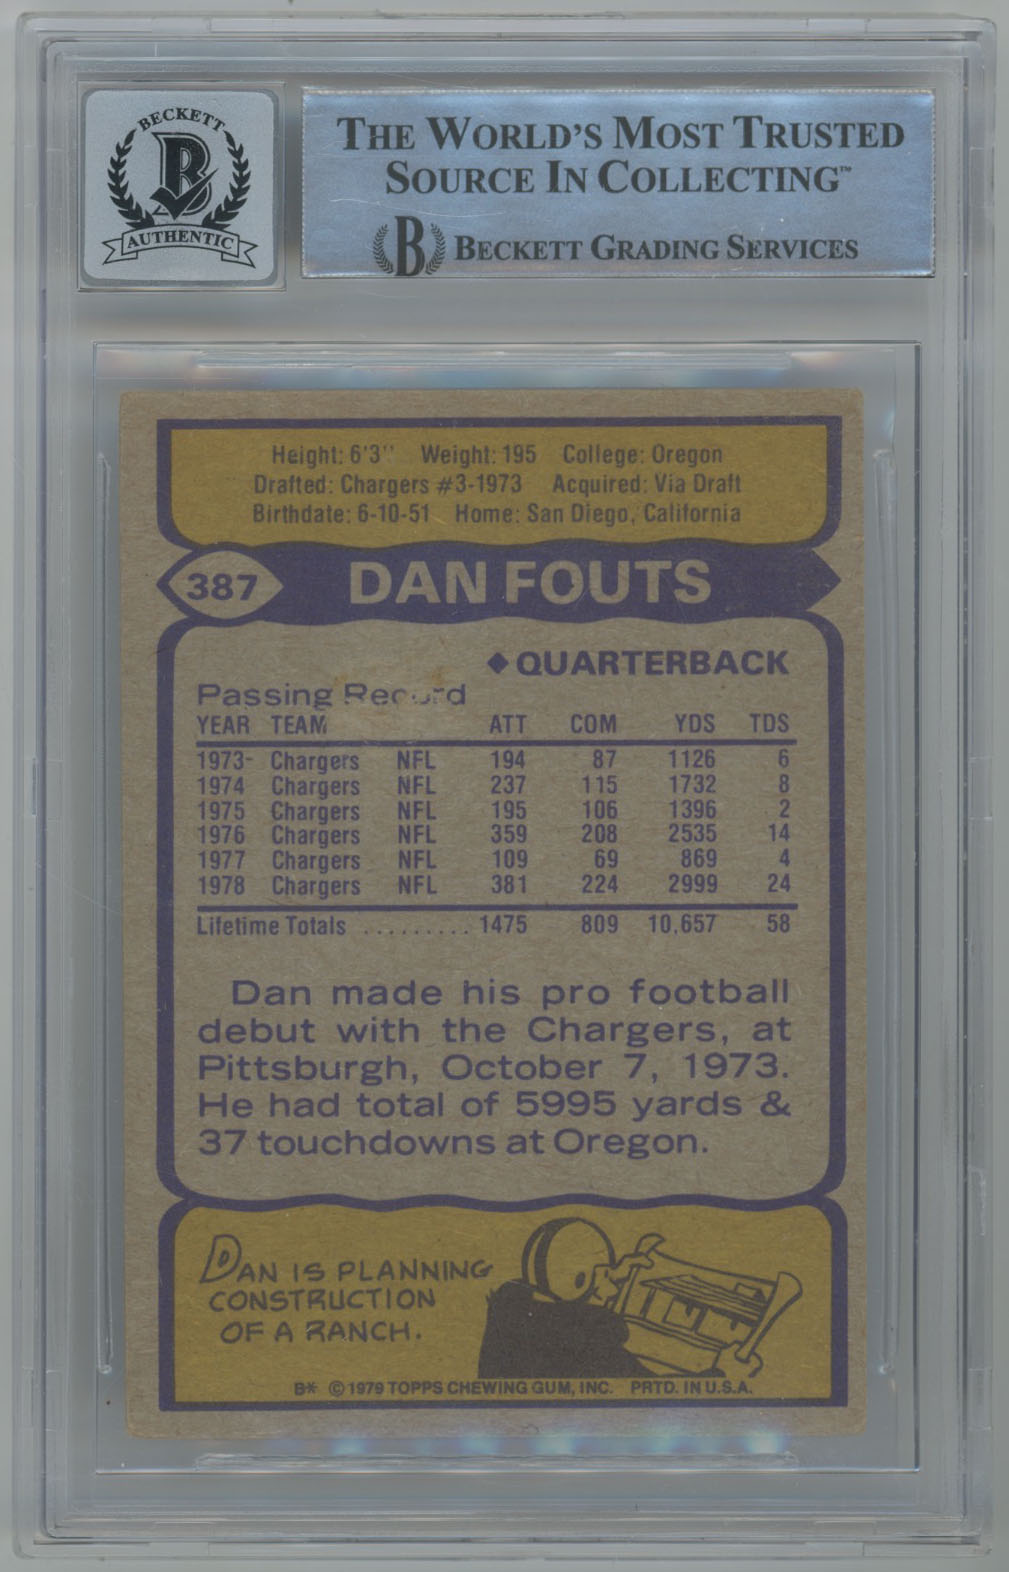 BECKETT
B
AUTHENTIC
THE WORLD'S MOST TRUSTED
SOURCE IN COLLECTING™
B BECKETT GRADING SERVICES
Height: 6'3" Weight: 195 College: Oregon
Drafted: Chargers #3-1973 Acquired: Via Draft
Birthdate: 6-10-51 Home: San Diego, California
387 DAN FOUTS
◆ QUARTERBACK
Passing Record
YEAR TEAM ATT COM YDS TDS
1973- Chargers NFL 194 87 1126 6
1974 Chargers NFL 237 115 1732 8
1975 Chargers NFL 195 106 1396 2
1976 Chargers NFL 359 208 2535 14
1977 Chargers NFL 109 69 869 4
1978 Chargers NFL 381 224 2999 24
Lifetime Totals ......... 1475 809 10,657 58
Dan made his pro football
debut with the Chargers, at
Pittsburgh, October 7, 1973.
He had total of 5995 yards &
37 touchdowns at Oregon.
DAN IS PLANNING
CONSTRUCTION
OF A RANCH.
B* © 1979 TOPPS CHEWING GUM, INC. PRTD. IN U.S.A.